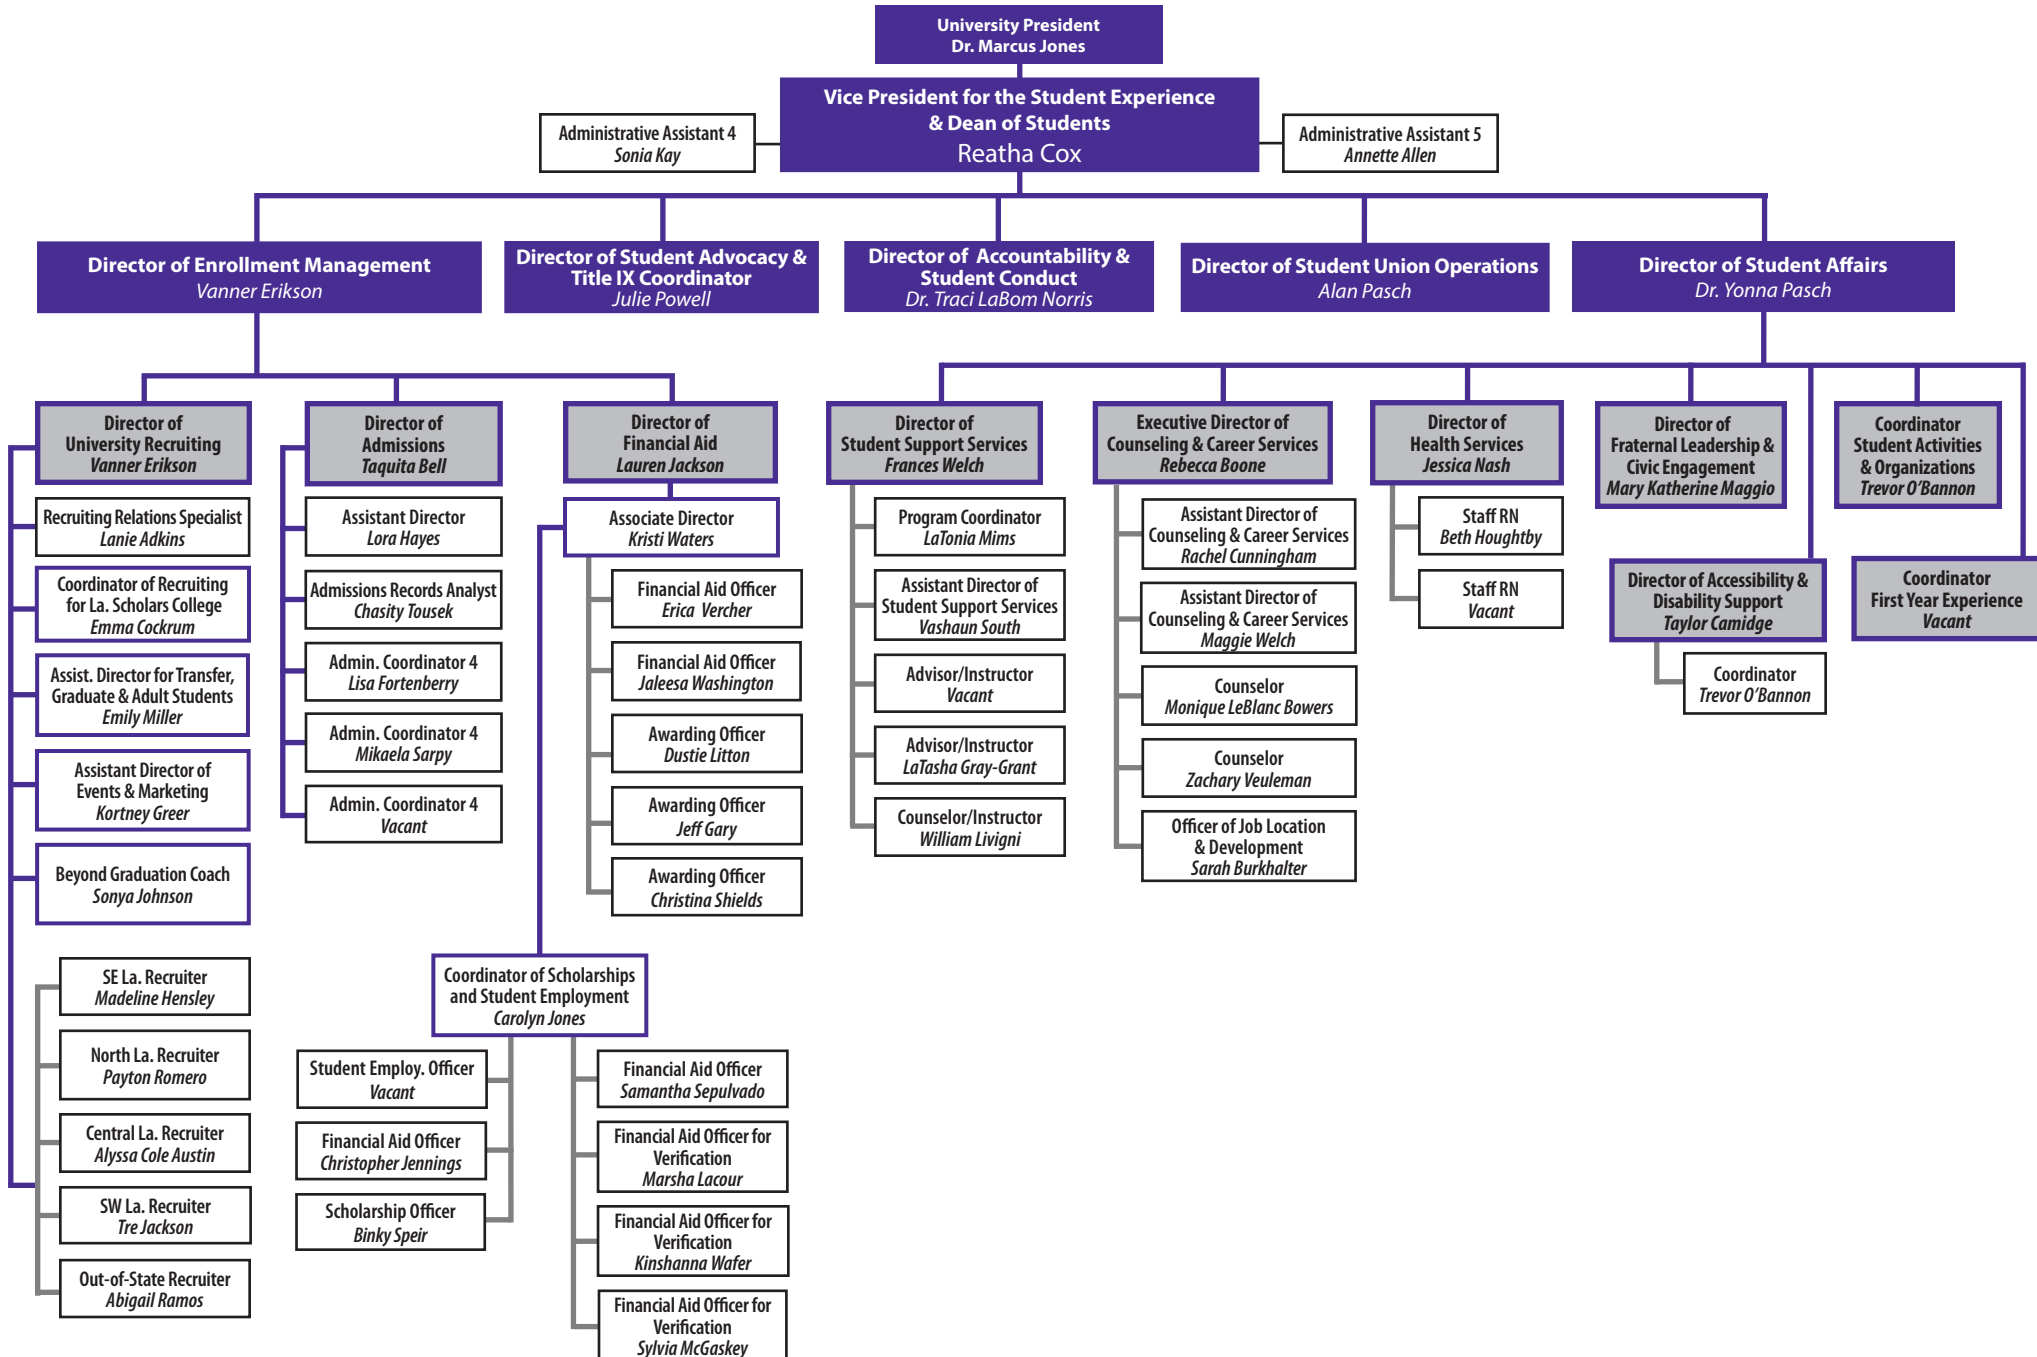 University President
Dr. Marcus Jones
Vice President for the Student Experience
& Dean of Students
Reatha Cox
Administrative Assistant 4
Sonia Kay
Administrative Assistant 5
Annette Allen
Director of Enrollment Management
Vanner Erikson
Director of Student Advocacy &
Title IX Coordinator
Julie Powell
Director of Accountability &
Student Conduct
Dr. Traci LaBom Norris
Director of Student Union Operations
Alan Pasch
Director of Student Affairs
Dr. Yonna Pasch
Director of
University Recruiting
Vanner Erikson
Recruiting Relations Specialist
Lanie Adkins
Coordinator of Recruiting
for La. Scholars College
Emma Cockrum
Assist. Director for Transfer,
Graduate & Adult Students
Emily Miller
Assistant Director of
Events & Marketing
Kortney Greer
Beyond Graduation Coach
Sonya Johnson
SE La. Recruiter
Madeline Hensley
North La. Recruiter
Payton Romero
Central La. Recruiter
Alyssa Cole Austin
SW La. Recruiter
Tre Jackson
Out-of-State Recruiter
Abigail Ramos
Director of
Admissions
Taquita Bell
Assistant Director
Lora Hayes
Admissions Records Analyst
Chasity Tousek
Admin. Coordinator 4
Lisa Fortenberry
Admin. Coordinator 4
Mikaela Sarpy
Admin. Coordinator 4
Vacant
Director of
Financial Aid
Lauren Jackson
Associate Director
Kristi Waters
Financial Aid Officer
Erica Vercher
Financial Aid Officer
Jaleesa Washington
Awarding Officer
Dustie Litton
Awarding Officer
Jeff Gary
Awarding Officer
Christina Shields
Coordinator of Scholarships
and Student Employment
Carolyn Jones
Student Employ. Officer
Vacant
Financial Aid Officer
Christopher Jennings
Scholarship Officer
Binky Speir
Financial Aid Officer
Samantha Sepulvado
Financial Aid Officer for
Verification
Marsha Lacour
Financial Aid Officer for
Verification
Kinshanna Wafer
Financial Aid Officer for
Verification
Sylvia McGaskey
Director of
Student Support Services
Frances Welch
Program Coordinator
LaTonia Mims
Assistant Director of
Student Support Services
Vashaun South
Advisor/Instructor
Vacant
Advisor/Instructor
LaTasha Gray-Grant
Counselor/Instructor
William Livigni
Executive Director of
Counseling & Career Services
Rebecca Boone
Assistant Director of
Counseling & Career Services
Rachel Cunningham
Assistant Director of
Counseling & Career Services
Maggie Welch
Counselor
Monique LeBlanc Bowers
Counselor
Zachary Veuleman
Officer of Job Location
& Development
Sarah Burkhalter
Director of
Health Services
Jessica Nash
Staff RN
Beth Houghtby
Staff RN
Vacant
Director of
Fraternal Leadership &
Civic Engagement
Mary Katherine Maggio
Coordinator
Student Activities
& Organizations
Trevor O'Bannon
Director of Accessibility &
Disability Support
Taylor Camidge
Coordinator
Trevor O'Bannon
Coordinator
First Year Experience
Vacant